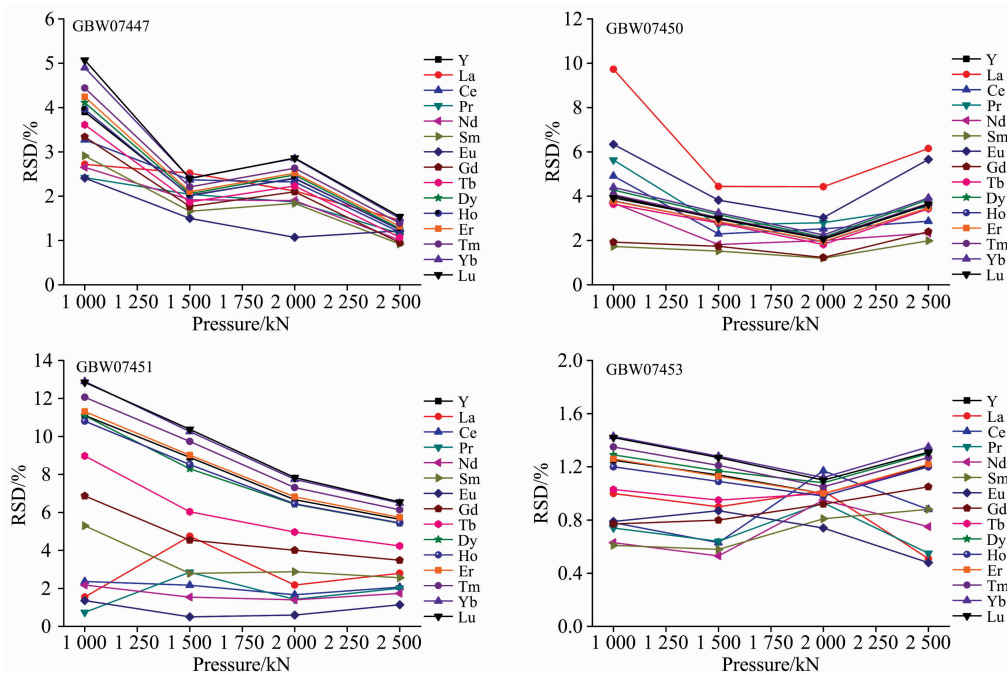 GBW07447
RSD/%
6
5
4
3
2
1
0
1 000 1 250 1 500 1 750 2 000 2 250 2 500
Pressure/kN
Y
La
Ce
Pr
Nd
Sm
Eu
Gd
Tb
Dy
Ho
Er
Tm
Yb
Lu
GBW07450
RSD/%
12
10
8
6
4
2
0
1 000 1 250 1 500 1 750 2 000 2 250 2 500
Pressure/kN
Y
La
Ce
Pr
Nd
Sm
Eu
Gd
Tb
Dy
Ho
Er
Tm
Yb
Lu
GBW07451
RSD/%
14
12
10
8
6
4
2
0
1 000 1 250 1 500 1 750 2 000 2 250 2 500
Pressure/kN
Y
La
Ce
Pr
Nd
Sm
Eu
Gd
Tb
Dy
Ho
Er
Tm
Yb
Lu
GBW07453
RSD/%
2.0
1.6
1.2
0.8
0.4
0.0
1 000 1 250 1 500 1 750 2 000 2 250 2 500
Pressure/kN
Y
La
Ce
Pr
Nd
Sm
Eu
Gd
Tb
Dy
Ho
Er
Tm
Yb
Lu